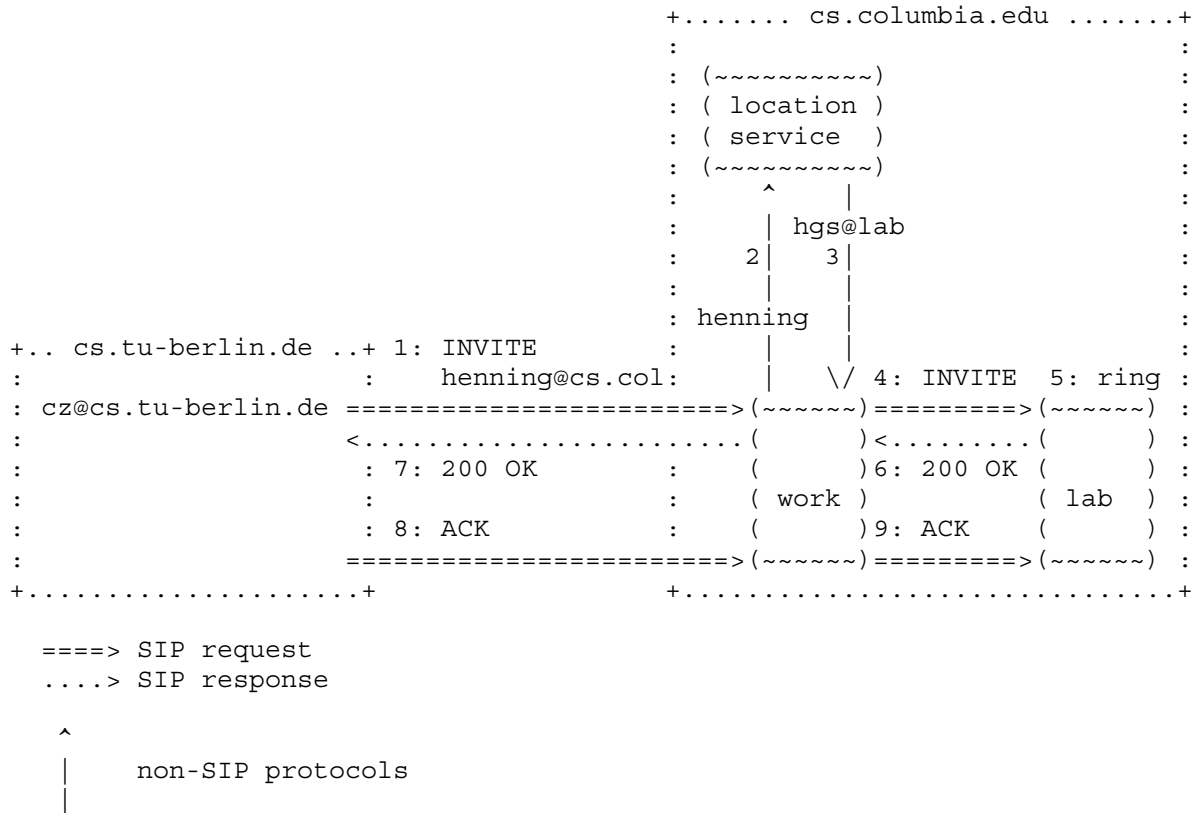 +....... cs.columbia.edu .......+
:                               :
: (~~~~~~~~~~)                  :
: ( location )                  :
: ( service  )                  :
: (~~~~~~~~~~)                  :
:     ^    |                    :
:     | hgs@lab                 :
:    2|   3|                    :
:     |    |                    :
: henning  |                    :
+.. cs.tu-berlin.de ..+ 1: INVITE        :     |    |                    :
:                     :    henning@cs.col:     |   \/ 4: INVITE  5: ring :
: cz@cs.tu-berlin.de ========================>(~~~~~~)=========>(~~~~~~) :
:                    <........................(      )<.........(      ) :
:                     : 7: 200 OK        :    (      )6: 200 OK (      ) :
:                     :                  :    ( work )          ( lab  ) :
:                     : 8: ACK           :    (      )9: ACK    (      ) :
:                    ========================>(~~~~~~)=========>(~~~~~~) :
+.....................+                  +...............................+
====> SIP request
....> SIP response
^
|    non-SIP protocols
|